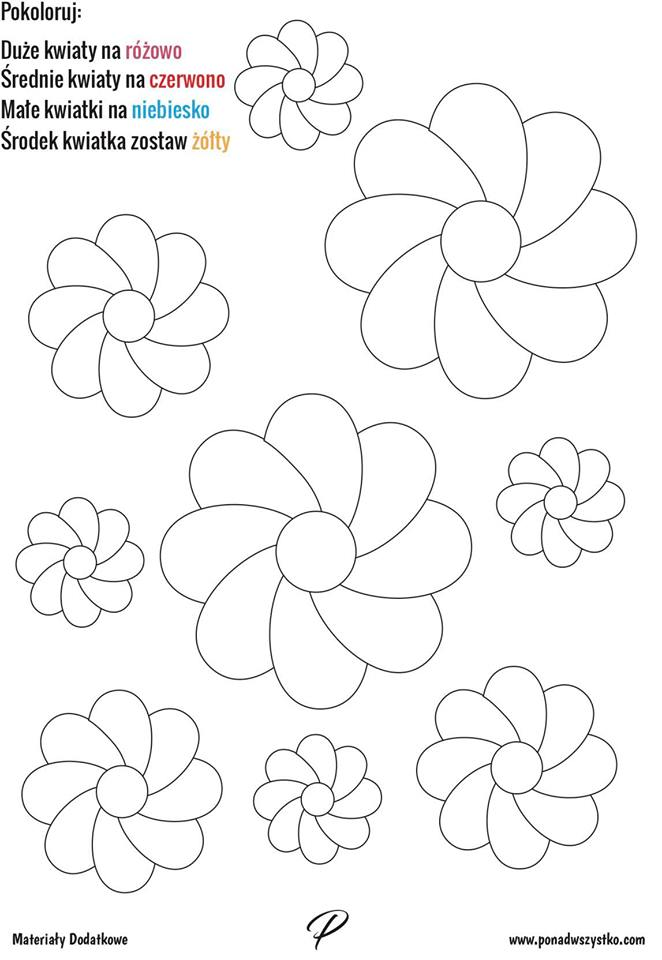 Pokoloruj:
Duże kwiaty na różowo
Średnie kwiaty na czerwono
Małe kwiatki na niebiesko
Środek kwiatka zostaw żółty
Materiały Dodatkowe
P
www.ponadwszystko.com